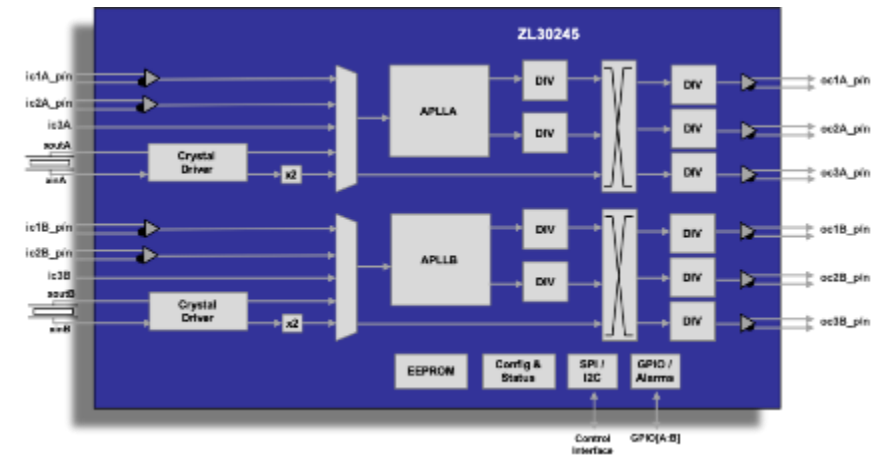 ZL30245
ic1A_pin
ic2A_pin
ic3A
xoutA
xinA
Crystal
Driver
x2
APLLA
DIV
DIV
DIV
DIV
DIV
oc1A_pin
oc2A_pin
oc3A_pin
ic1B_pin
ic2B_pin
ic3B
xoutB
xinB
Crystal
Driver
x2
APLLB
DIV
DIV
DIV
DIV
DIV
oc1B_pin
oc2B_pin
oc3B_pin
EEPROM
Config &
Status
SPI /
I2C
GPIO /
Alarms
Control
Interface
GPIO[A:B]